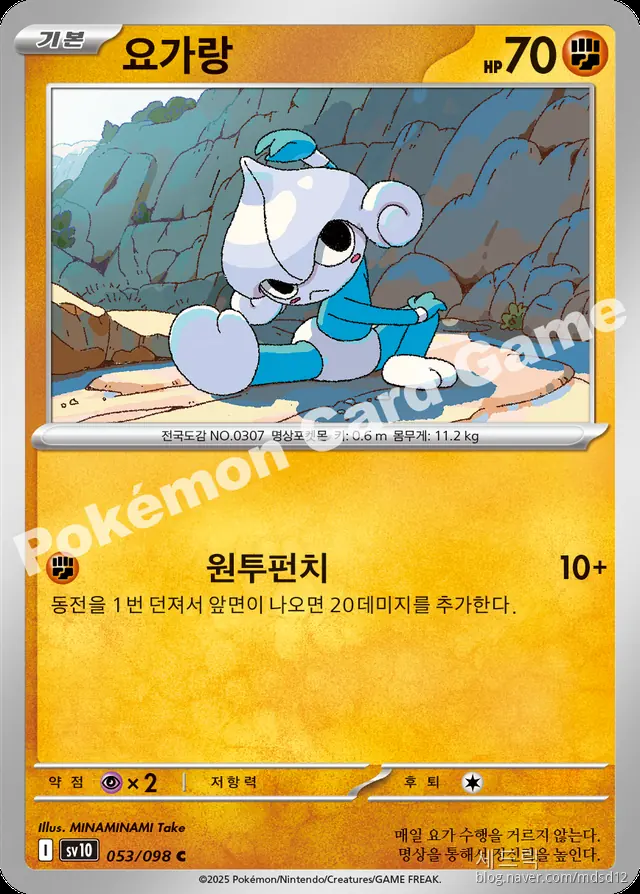 기본 요가랑 HP 70
전국도감 NO.0307 명상포켓몬 키: 0.6 m 몸무게: 11.2 kg
Pokémon Card Game
원투펀치 10+
동전을 1번 던져서 앞면이 나오면 20데미지를 추가한다.
약점 ×2 저항력 후퇴
Illus. MINAMINAMI Take
I sv10 053/098 C
매일 요가 수행을 거르지 않는다.
명상을 통해서 정신력을 높인다.
세드릭
blog.naver.com/mdsd12
©2025 Pokémon/Nintendo/Creatures/GAME FREAK.